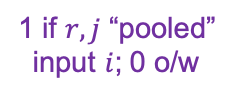 1 if r, j “pooled”
input i; 0 o/w